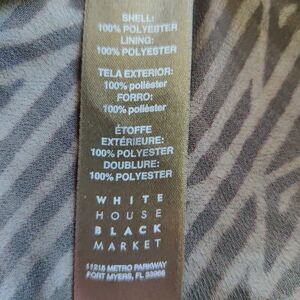 SHELL:
100% POLYESTER
LINING:
100% POLYESTER
TELA EXTERIOR:
100% poliéster
FORRO:
100% poliéster
ÉTOFFE
EXTÉRIEURE:
100% POLYESTER
DOUBLURE:
100% POLYESTER
WHITE
HOUSE
BLACK
MARKET
11215 METRO PARKWAY
FORT MYERS, FL 33966